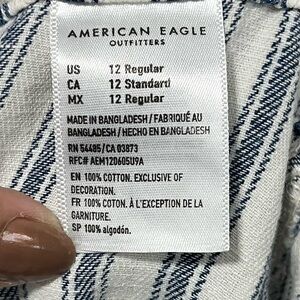 AMERICAN EAGLE
OUTFITTERS
US 12 Regular
CA 12 Standard
MX 12 Regular
MADE IN BANGLADESH / FABRIQUÉ AU
BANGLADESH / HECHO EN BANGLADESH
RN 54485/CA 03873
RFC# AEM120605U9A
EN 100% COTTON. EXCLUSIVE OF
DECORATION.
FR 100% COTON. À L'EXCEPTION DE LA
GARNITURE.
SP 100% algodón.